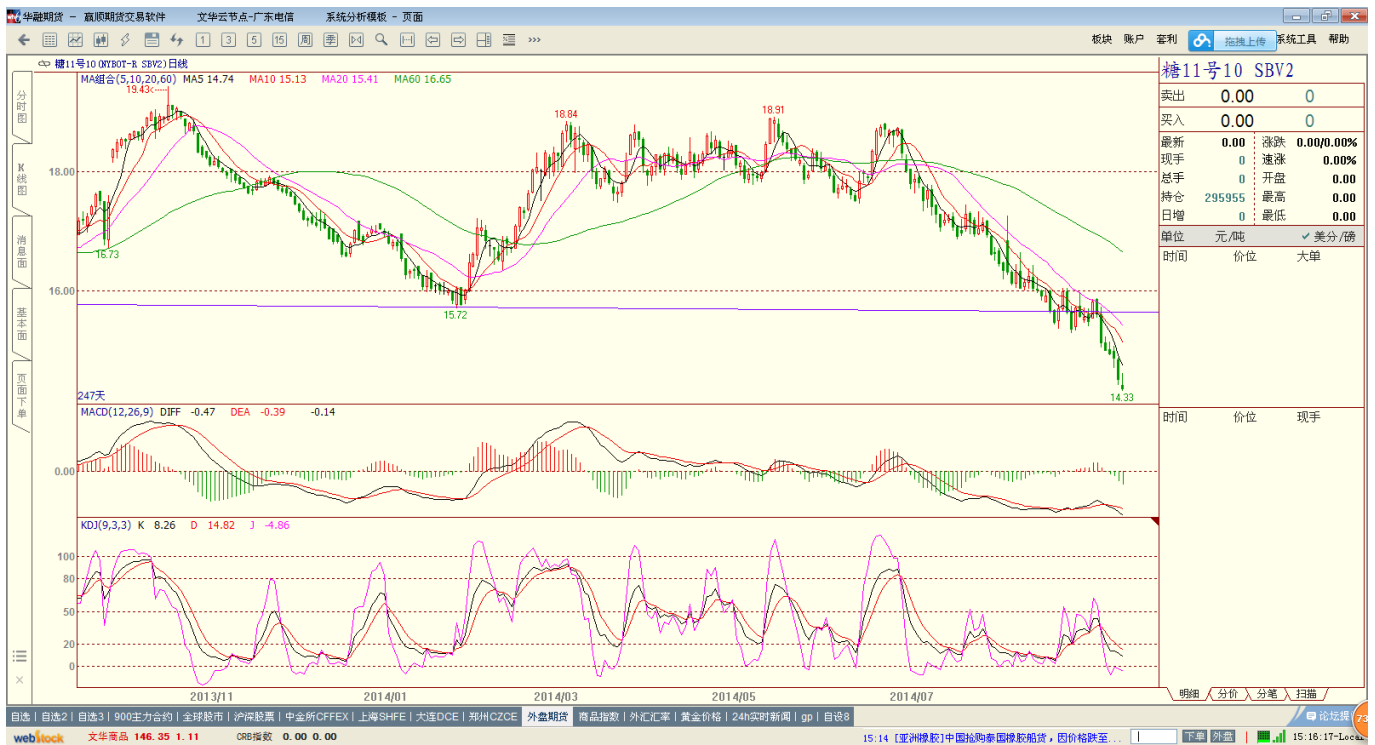 华融期货 - 赢顺期货交易软件 文华云节点-广东电信 系统分析模板 - 页面
1 3 5 15 周 季 板块 账户 套利 拖拽上传 系统工具 帮助
糖11号10(NYBOT-R SBV2)日线
MA组合(5,10,20,60) MA5 14.74 MA10 15.13 MA20 15.41 MA60 16.65
分时图
K线图
消息面
基本面
页面下单
19.43
18.84
18.91
18.00
16.73
16.00
15.72
14.33
247天
MACD(12,26,9) DIFF -0.47 DEA -0.39 -0.14
0.00
KDJ(9,3,3) K 8.26 D 14.82 J -4.86
100
80
50
20
0
2013/11 2014/01 2014/03 2014/05 2014/07
糖11号10 SBV2
卖出 0.00 0
买入 0.00 0
最新 0.00 涨跌 0.00/0.00%
现手 0 速涨 0.00%
总手 0 开盘 0.00
持仓 295955 最高 0.00
日增 0 最低 0.00
单位 元/吨 ✓美分/磅
时间 价位 大单
时间 价位 现手
明细 分价 分笔 扫描
自选 自选2 自选3 900主力合约 全球股市 沪深股票 中金所CFFEX 上海SHFE 大连DCE 郑州CZCE 外盘期货 商品指数 外汇汇率 黄金价格 24h实时新闻 gp 自设8 论坛提 73
webstock 文华商品 146.35 1.11 CRB指数 0.00 0.00 15:14 [亚洲橡胶]中国抢购泰国橡胶船货,因价格跌至... 下单 外盘 15:16:17-Local